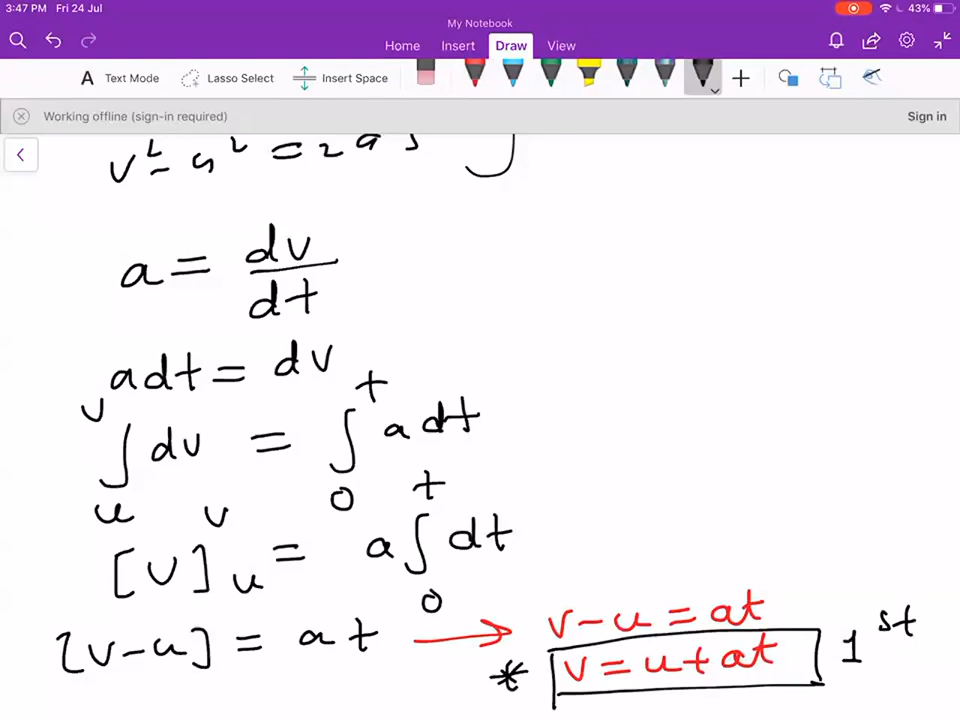 3:47 PM Fri 24 Jul 43%
My Notebook
Home Insert Draw View
A Text Mode Lasso Select Insert Space
Working offline (sign-in required) Sign in
v² - u² = 2as
a = dv/dt
adt = dv
∫ᵤᵛ dv = ∫₀ᵗ adt
[v]ᵤᵛ = a∫₀ᵗ dt
[v-u] = at → v-u = at
* v = u + at 1st